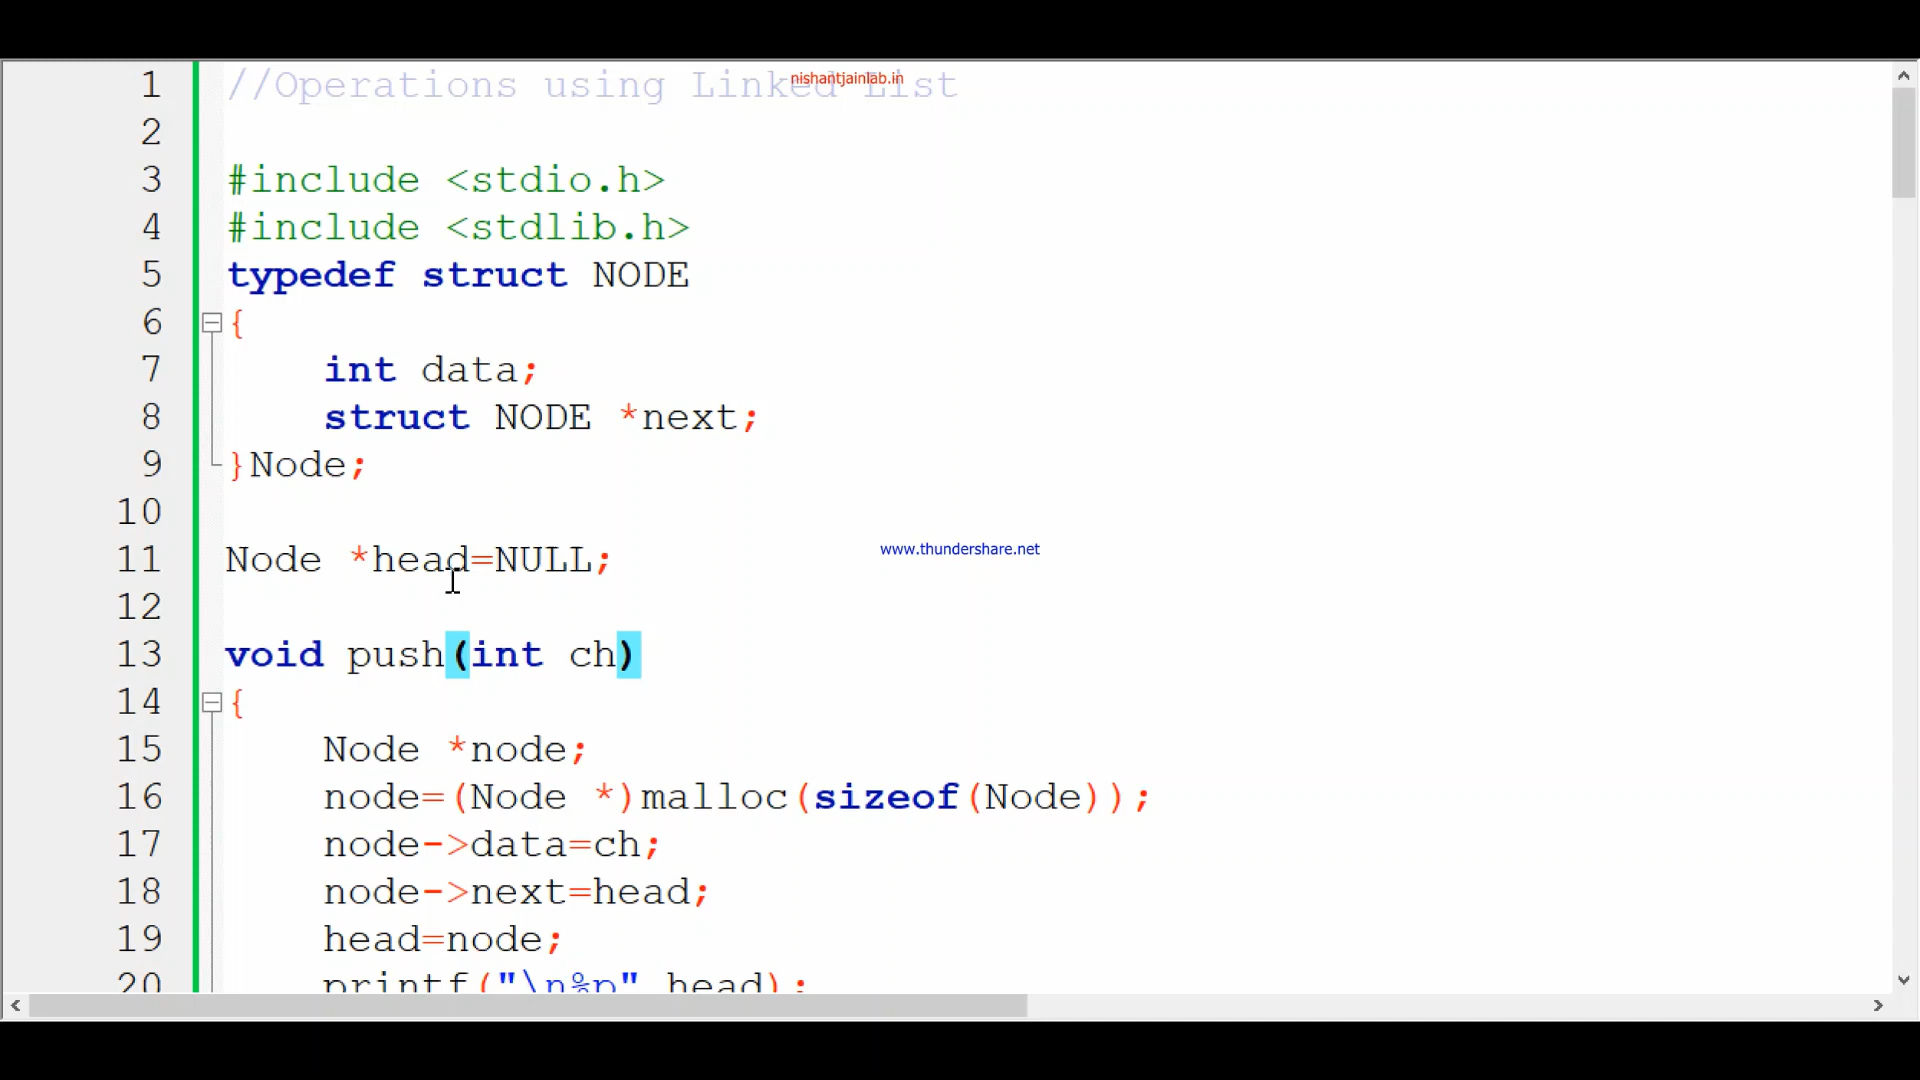 1 //Operations using Linked List
nishantjainlab.in
2
3 #include <stdio.h>
4 #include <stdlib.h>
5 typedef struct NODE
6 {
7 int data;
8 struct NODE *next;
9 }Node;
10
11 Node *head=NULL;
www.thundershare.net
12
13 void push(int ch)
14 {
15 Node *node;
16 node=(Node *)malloc(sizeof(Node));
17 node->data=ch;
18 node->next=head;
19 head=node;
20 printf("\n%p" head);